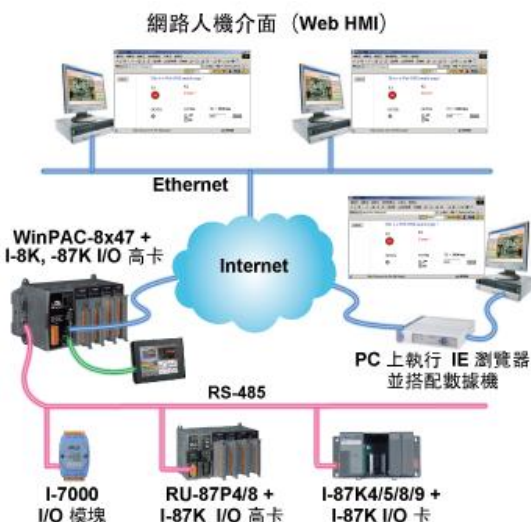 網路人機介面 (Web HMI)
Ethernet
WinPAC-8x47 +
I-8K, -87K I/O 高卡
Internet
PC 上執行 IE 瀏覽器
並搭配數據機
RS-485
I-7000
I/O 模塊
RU-87P4/8 +
I-87K I/O 高卡
I-87K4/5/8/9 +
I-87K I/O 卡